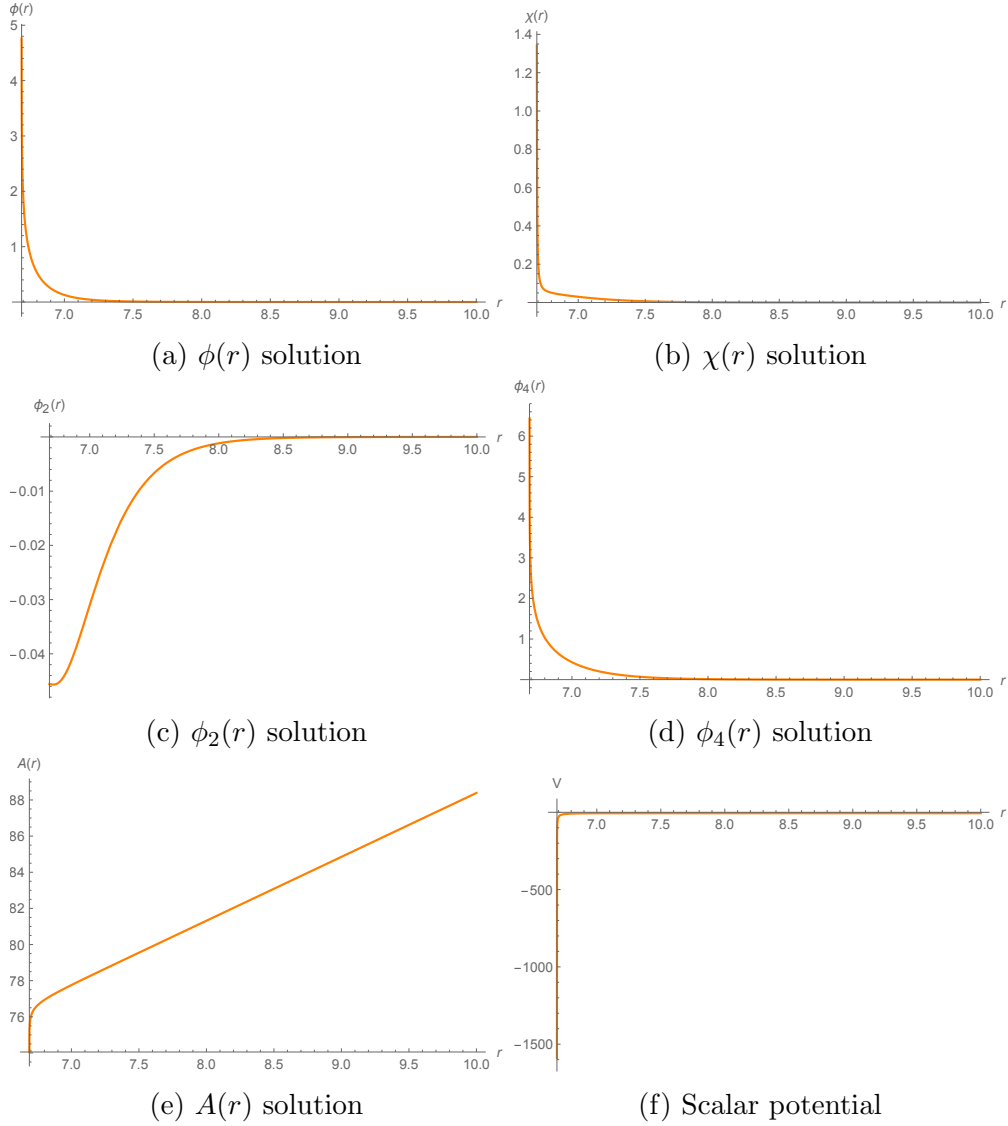 ϕ(r)
5
4
3
2
1
7.0 7.5 8.0 8.5 9.0 9.5 10.0 r
(a) ϕ(r) solution
χ(r)
1.4
1.2
1.0
0.8
0.6
0.4
0.2
7.0 7.5 8.0 8.5 9.0 9.5 10.0 r
(b) χ(r) solution
ϕ₂(r)
7.0 7.5 8.0 8.5 9.0 9.5 10.0 r
−0.01
−0.02
−0.03
−0.04
(c) ϕ₂(r) solution
ϕ₄(r)
6
5
4
3
2
1
7.0 7.5 8.0 8.5 9.0 9.5 10.0 r
(d) ϕ₄(r) solution
A(r)
88
86
84
82
80
78
76
7.0 7.5 8.0 8.5 9.0 9.5 10.0 r
(e) A(r) solution
V
7.0 7.5 8.0 8.5 9.0 9.5 10.0 r
−500
−1000
−1500
(f) Scalar potential